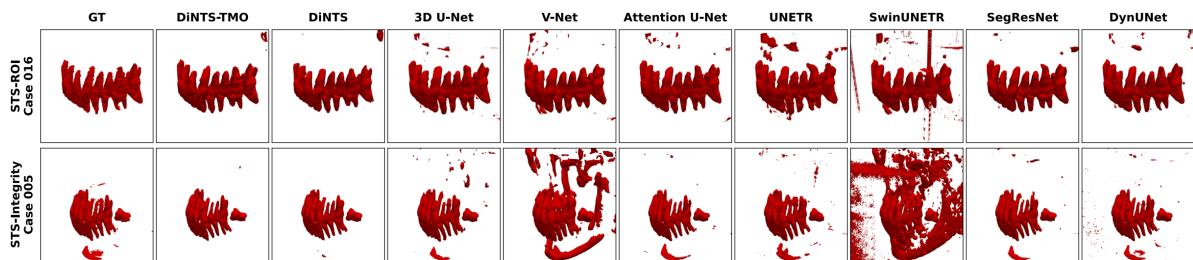 GT DiNTS-TMO DiNTS 3D U-Net V-Net Attention U-Net UNETR SwinUNETR SegResNet DynUNet
STS-ROI
Case 016
STS-Integrity
Case 005